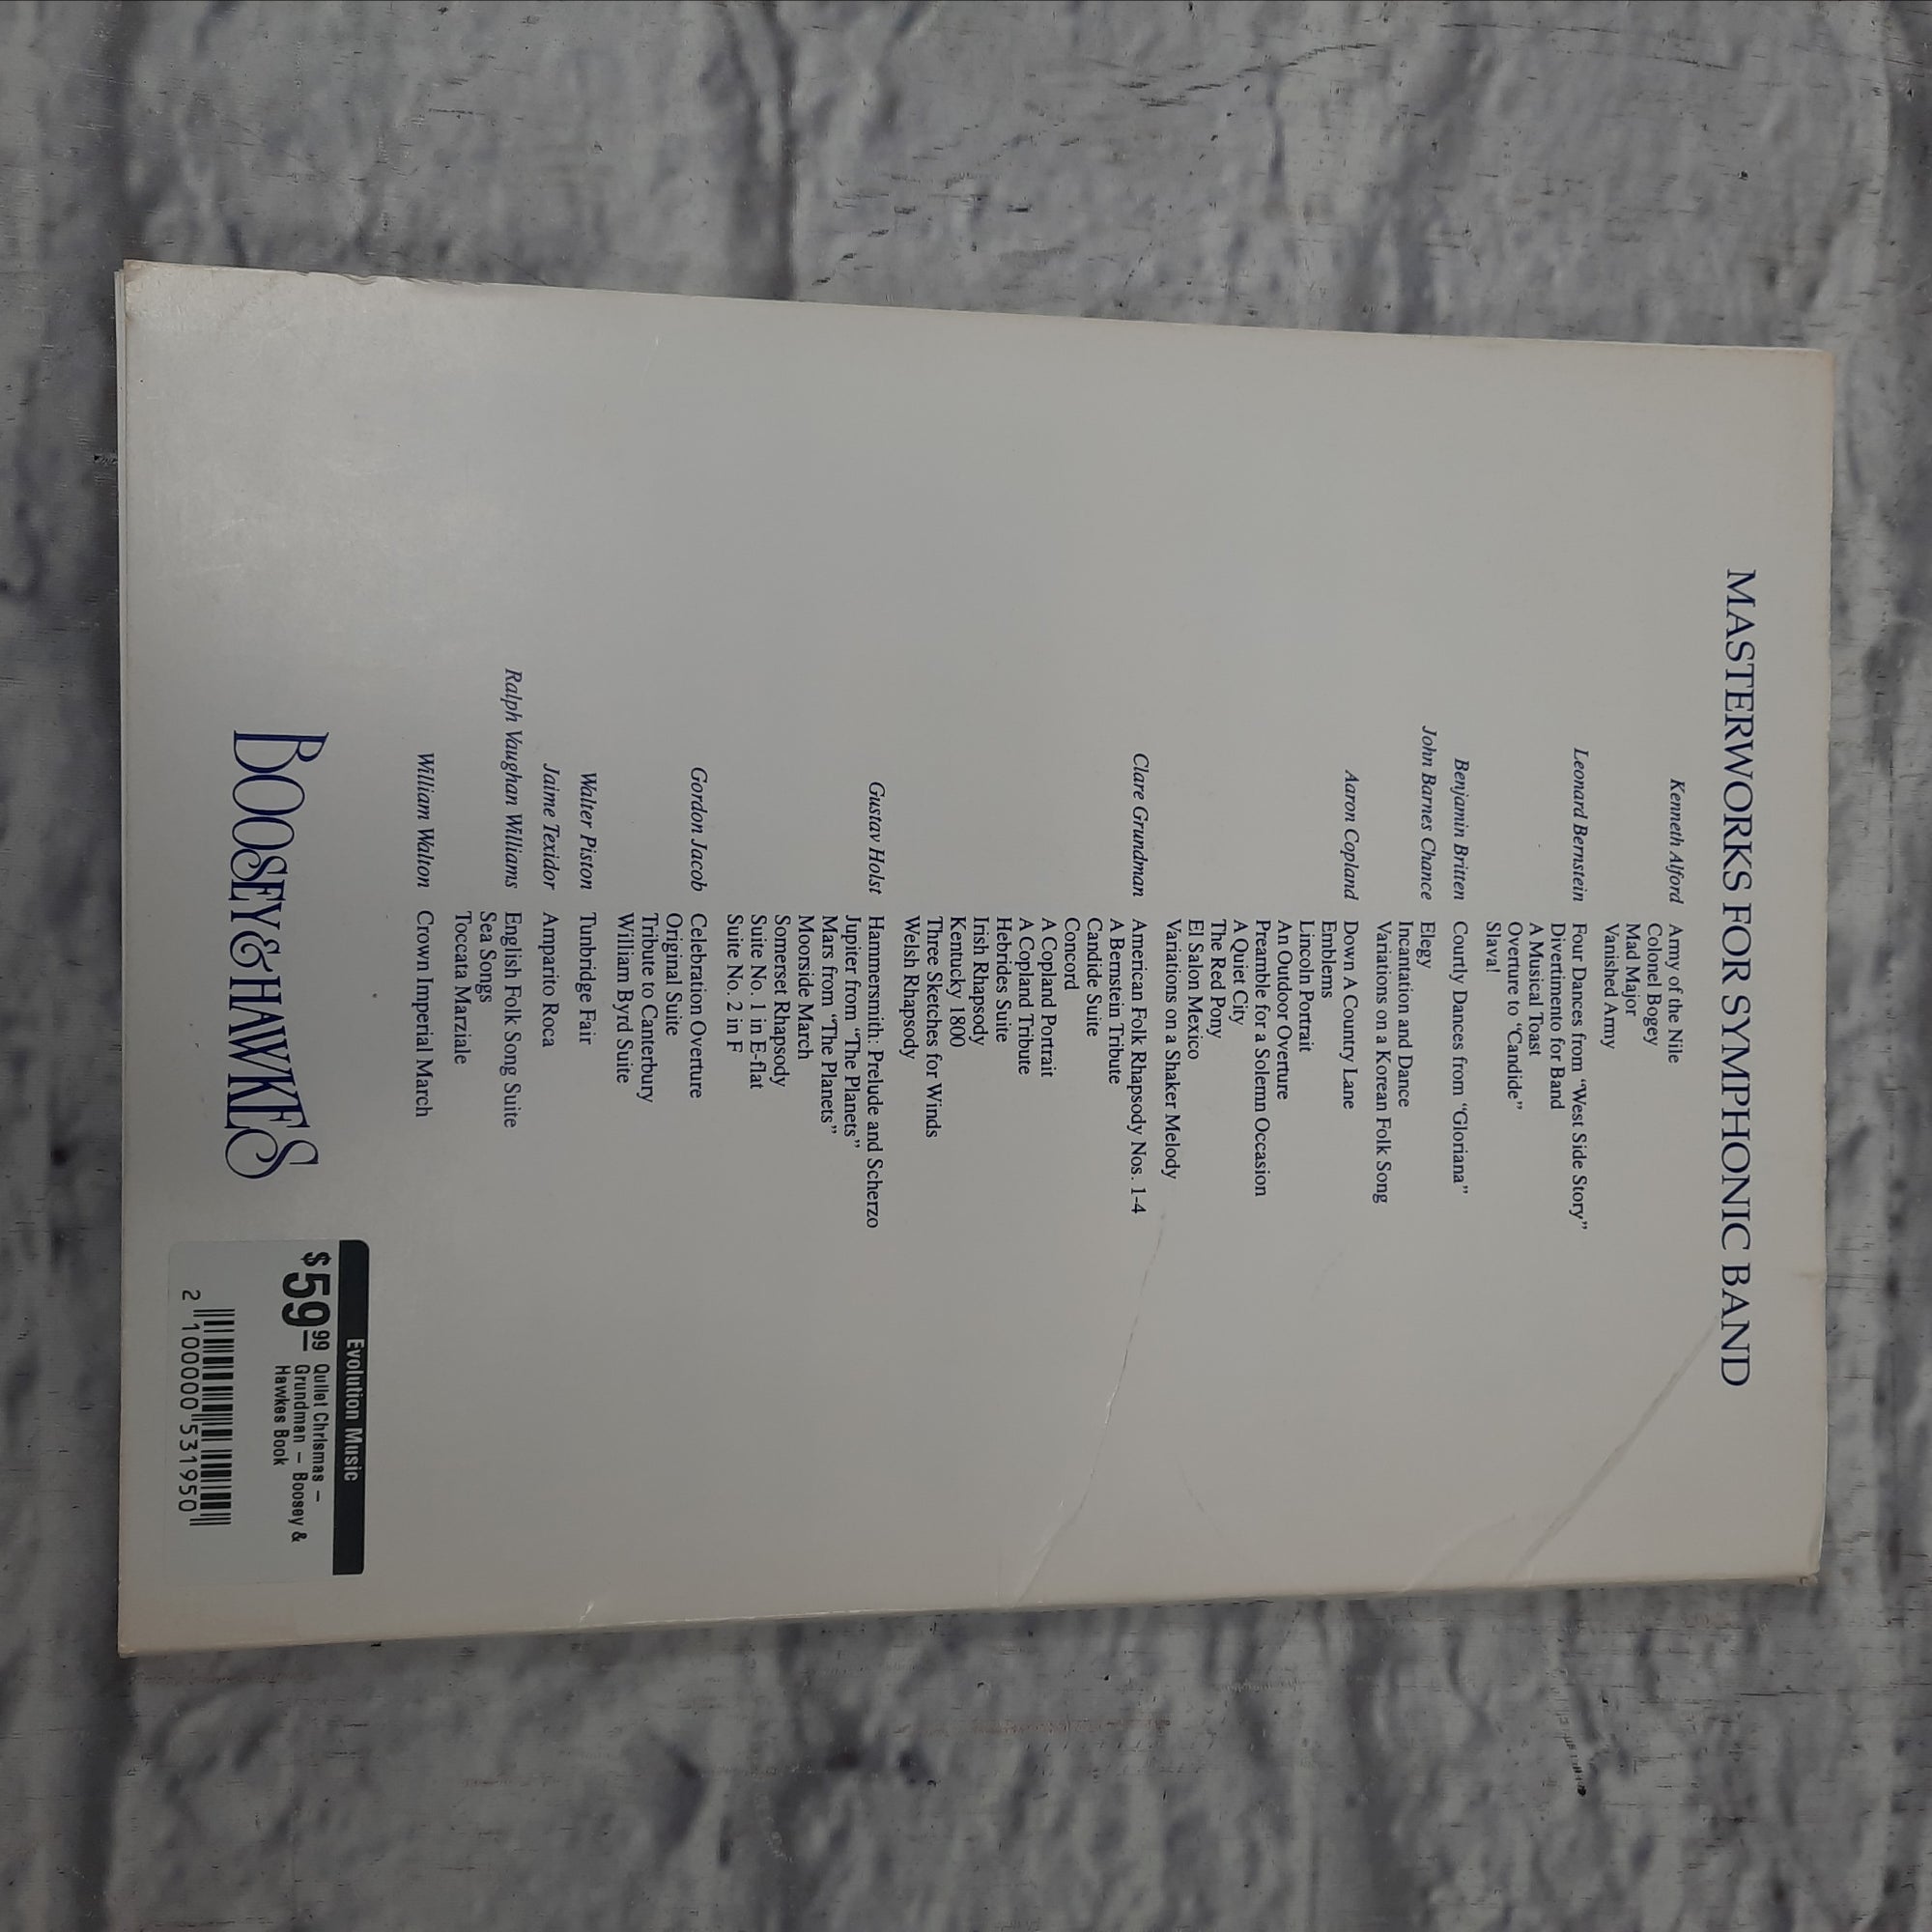 MASTERWORKS FOR SYMPHONIC BAND
Kenneth Alford Army of the Nile
Colonel Bogey
Mad Major
Vanished Army
Leonard Bernstein Four Dances from “West Side Story”
Divertimento for Band
A Musical Toast
Overture to “Candide”
Slava!
Benjamin Britten Courtly Dances from “Gloriana”
John Barnes Chance Elegy
Incantation and Dance
Variations on a Korean Folk Song
Aaron Copland Down A Country Lane
Emblems
Lincoln Portrait
An Outdoor Overture
Preamble for a Solemn Occasion
A Quiet City
The Red Pony
El Salon Mexico
Variations on a Shaker Melody
Clare Grundman American Folk Rhapsody Nos. 1-4
A Bernstein Tribute
Candide Suite
Concord
A Copland Portrait
A Copland Tribute
Hebrides Suite
Irish Rhapsody
Kentucky 1800
Three Sketches for Winds
Welsh Rhapsody
Gustav Holst Hammersmith: Prelude and Scherzo
Jupiter from “The Planets”
Mars from “The Planets”
Moorside March
Somerset Rhapsody
Suite No. 1 in E-flat
Suite No. 2 in F
Gordon Jacob Celebration Overture
Original Suite
Tribute to Canterbury
William Byrd Suite
Walter Piston Tunbridge Fair
Jaime Texidor Amparito Roca
Ralph Vaughan Williams English Folk Song Suite
Sea Songs
Toccata Marziale
William Walton Crown Imperial March
BOOSEY & HAWKES
Evolution Music
$59.99 Quilet Chrismas –
Grundman – Boosey &
Hawkes Book
2 100000 531950